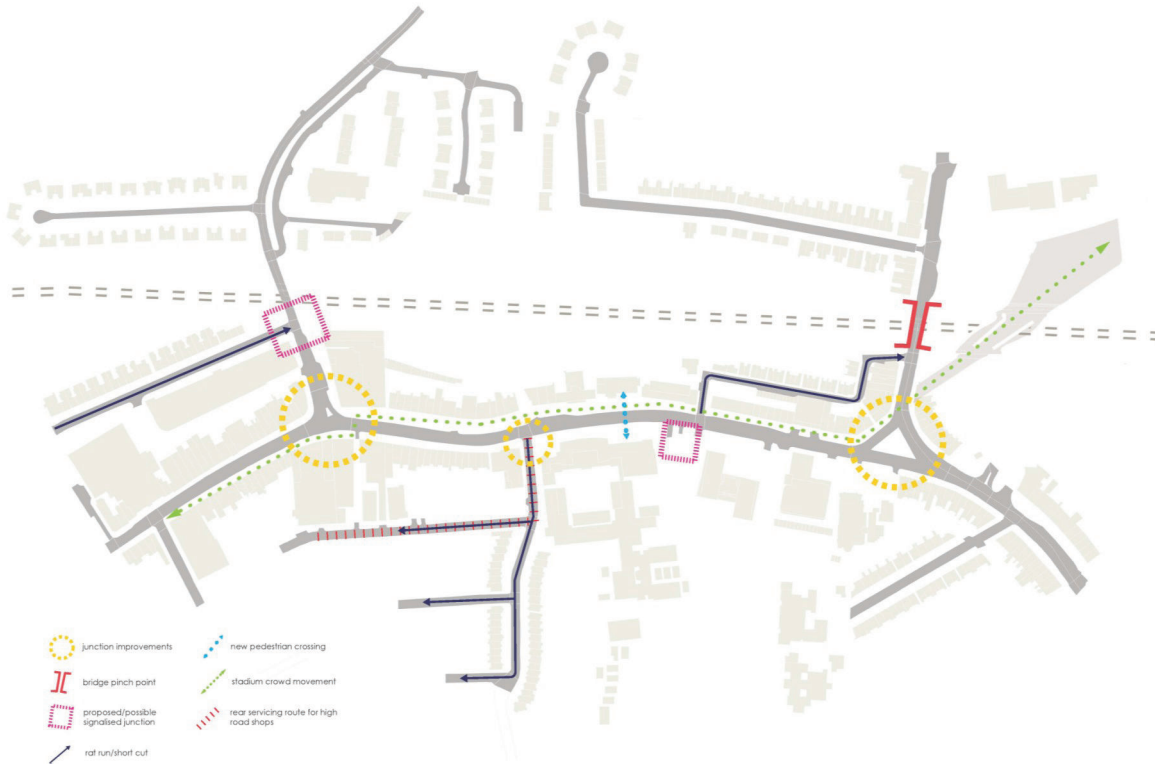 junction improvements
new pedestrian crossing
bridge pinch point
stadium crowd movement
proposed/possible
signalised junction
rear servicing route for high
road shops
rat run/short cut